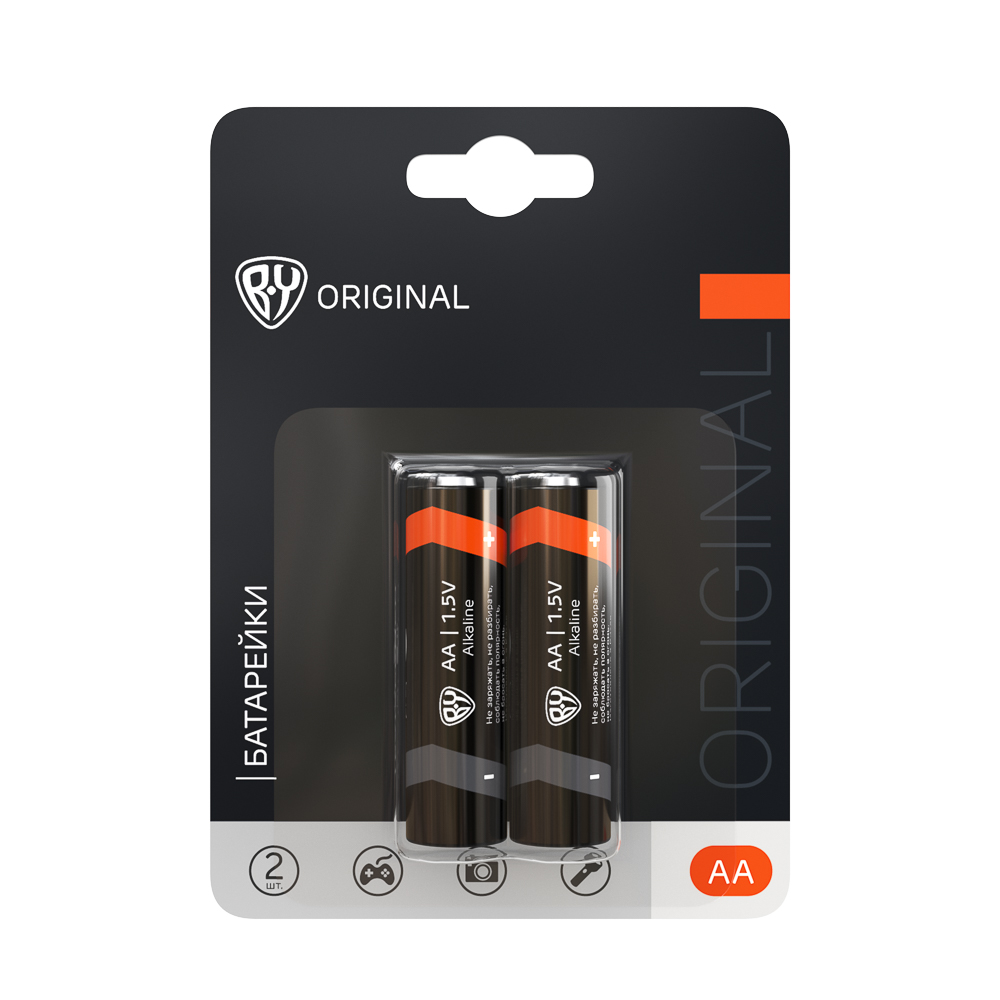 B·Y ORIGINAL
ORIGINAL
БАТАРЕЙКИ
AA | 1.5V
Alkaline
BY
Не заряжать, не разбирать,
соблюдать полярность,
+
-
AA | 1.5V
Alkaline
BY
Не заряжать, не разбирать,
соблюдать полярность,
+
-
2
шт.
AA